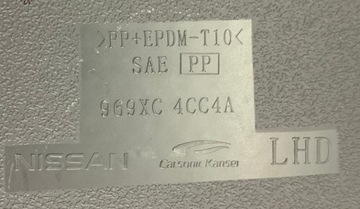 >PP+EPDM-T10<
SAE PP
969XC 4CC4A
NISSAN Calsonic Kansei LHD